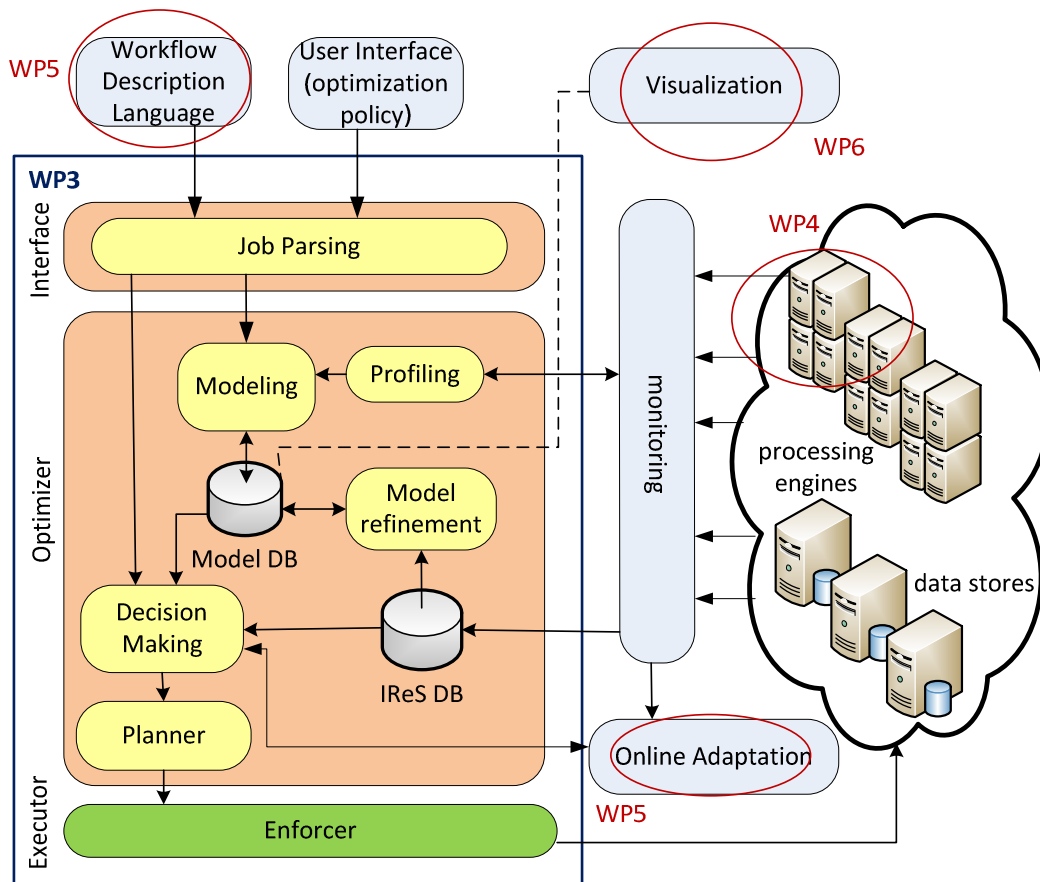 WP5
Workflow
Description
Language
User Interface
(optimization
policy)
Visualization
WP6
WP3
Interface
Job Parsing
WP4
Optimizer
Modeling
Profiling
monitoring
processing
engines
Model
refinement
Model DB
data stores
Decision
Making
IReS DB
Planner
Online Adaptation
WP5
Executor
Enforcer